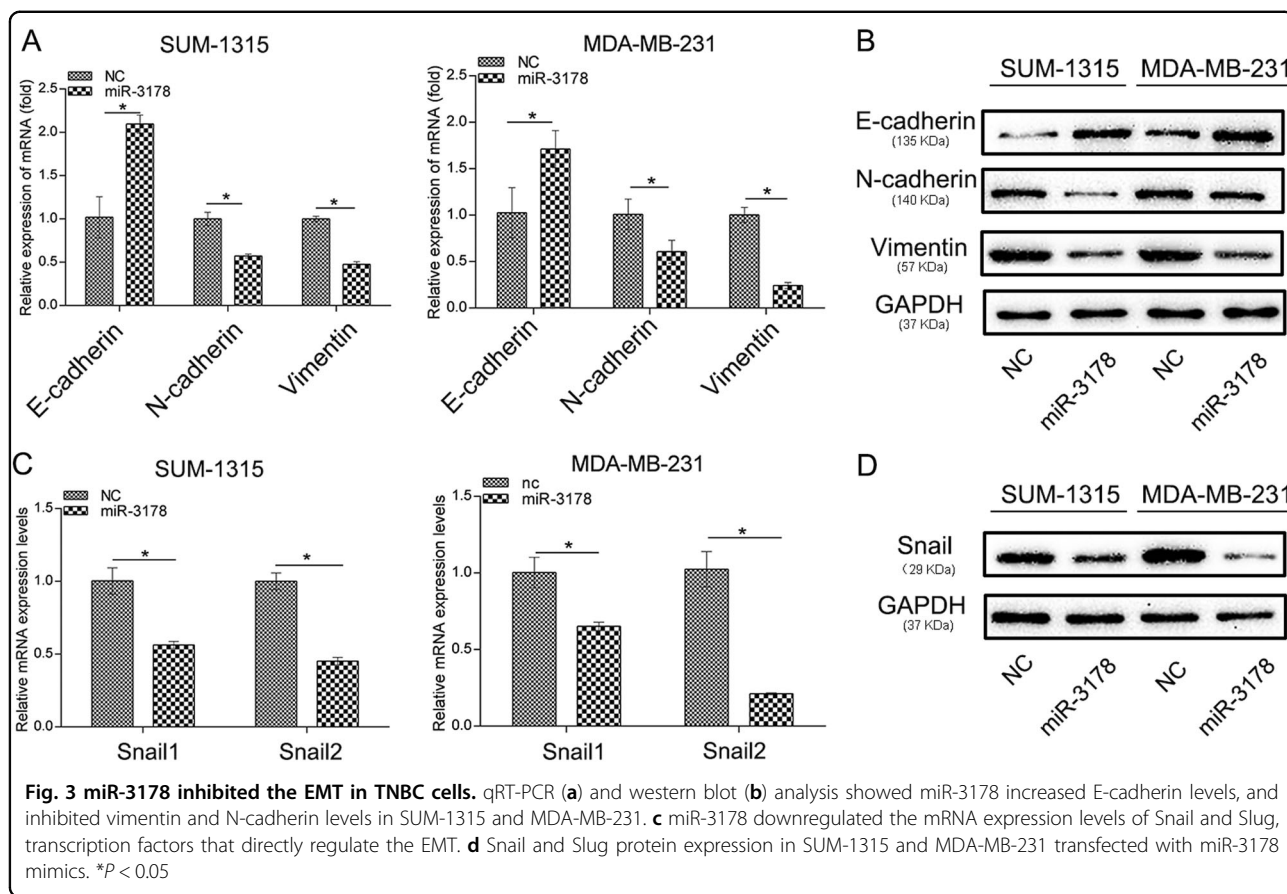 A
SUM-1315
NC
miR-3178
Relative expression of mRNA (fold)
2.5
2.0
1.5
1.0
0.5
0.0
*
*
*
E-cadherin
N-cadherin
Vimentin
MDA-MB-231
NC
miR-3178
Relative expression of mRNA (fold)
2.5
2.0
1.5
1.0
0.5
0.0
*
*
*
E-cadherin
N-cadherin
Vimentin
B
SUM-1315 MDA-MB-231
E-cadherin
(135 KDa)
N-cadherin
(140 KDa)
Vimentin
(57 KDa)
GAPDH
(37 KDa)
NC
miR-3178
NC
miR-3178
C
SUM-1315
NC
miR-3178
Relative mRNA expression levels
1.5
1.0
0.5
0.0
*
*
Snail1
Snail2
MDA-MB-231
nc
miR-3178
Relative mRNA expression levels
1.5
1.0
0.5
0.0
*
*
Snail1
Snail2
D
SUM-1315 MDA-MB-231
Snail
(29 KDa)
GAPDH
(37 KDa)
NC
miR-3178
NC
miR-3178
Fig. 3 miR-3178 inhibited the EMT in TNBC cells. qRT-PCR (a) and western blot (b) analysis showed miR-3178 increased E-cadherin levels, and
inhibited vimentin and N-cadherin levels in SUM-1315 and MDA-MB-231. c miR-3178 downregulated the mRNA expression levels of Snail and Slug,
transcription factors that directly regulate the EMT. d Snail and Slug protein expression in SUM-1315 and MDA-MB-231 transfected with miR-3178
mimics. *P < 0.05